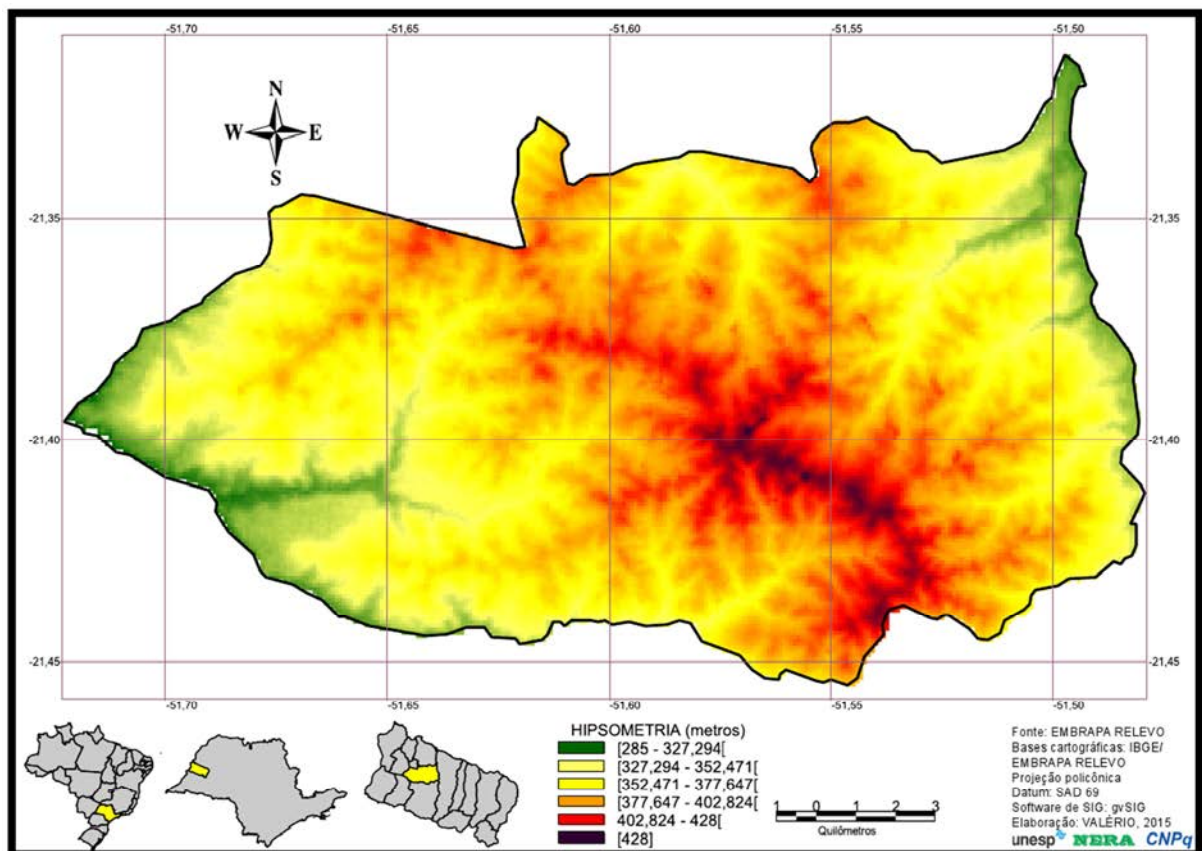 -51,70 -51,65 -51,60 -51,55 -51,50
N
W E
S
-21,35 -21,35
-21,40 -21,40
-21,45 -21,45
-51,70 -51,65 -51,60 -51,55 -51,50
HIPSOMETRIA (metros)
[285 - 327,294[
[327,294 - 352,471[
[352,471 - 377,647[
[377,647 - 402,824[
402,824 - 428[
[428]
1 0 1 2 3
Quilômetros
Fonte: EMBRAPA RELEVO
Bases cartográficas: IBGE/
EMBRAPA RELEVO
Projeção policônica
Datum: SAD 69
Software de SIG: gvSIG
Elaboração: VALÉRIO, 2015
unesp NERA CNPq